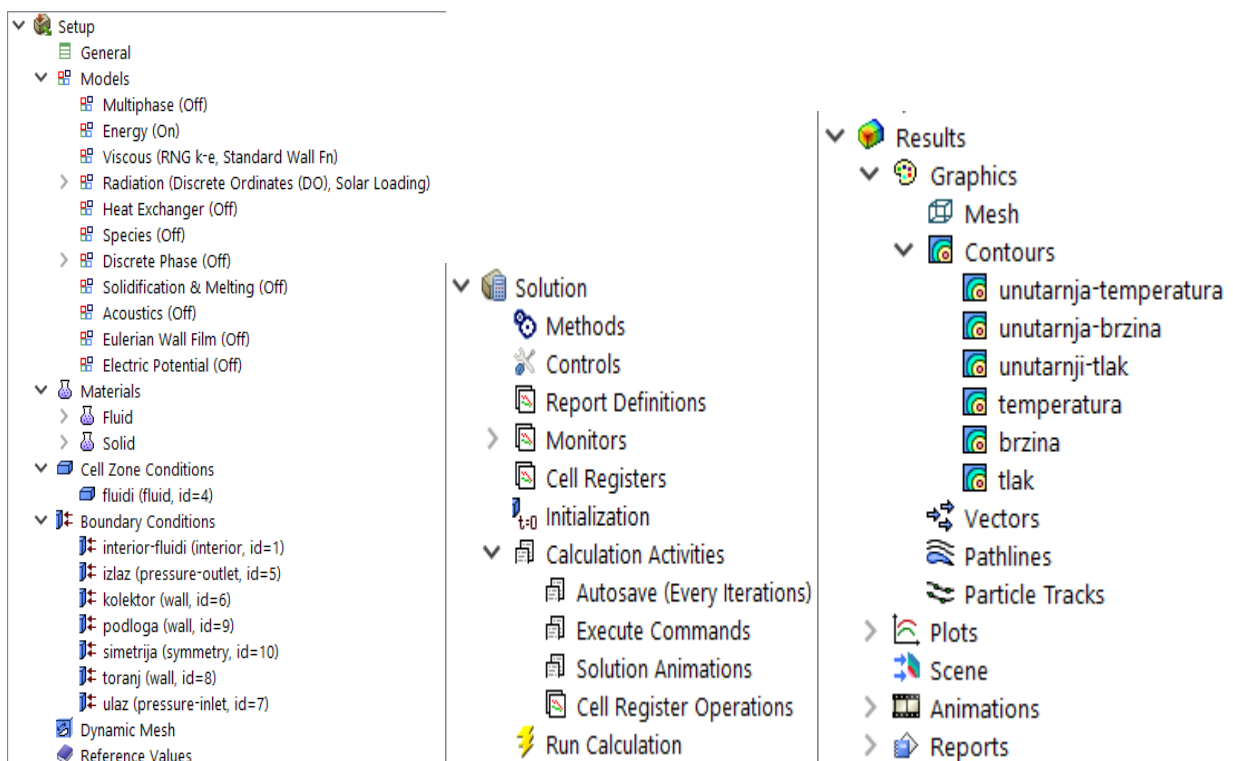 Setup
General
Models
Multiphase (Off)
Energy (On)
Viscous (RNG k-e, Standard Wall Fn)
Radiation (Discrete Ordinates (DO), Solar Loading)
Heat Exchanger (Off)
Species (Off)
Discrete Phase (Off)
Solidification & Melting (Off)
Acoustics (Off)
Eulerian Wall Film (Off)
Electric Potential (Off)
Materials
Fluid
Solid
Cell Zone Conditions
fluidi (fluid, id=4)
Boundary Conditions
interior-fluidi (interior, id=1)
izlaz (pressure-outlet, id=5)
kolektor (wall, id=6)
podloga (wall, id=9)
simetrija (symmetry, id=10)
toranj (wall, id=8)
ulaz (pressure-inlet, id=7)
Dynamic Mesh
Reference Values
Solution
Methods
Controls
Report Definitions
Monitors
Cell Registers
t=0 Initialization
Calculation Activities
Autosave (Every Iterations)
Execute Commands
Solution Animations
Cell Register Operations
Run Calculation
Results
Graphics
Mesh
Contours
unutarnja-temperatura
unutarnja-brzina
unutarnji-tlak
temperatura
brzina
tlak
Vectors
Pathlines
Particle Tracks
Plots
Scene
Animations
Reports